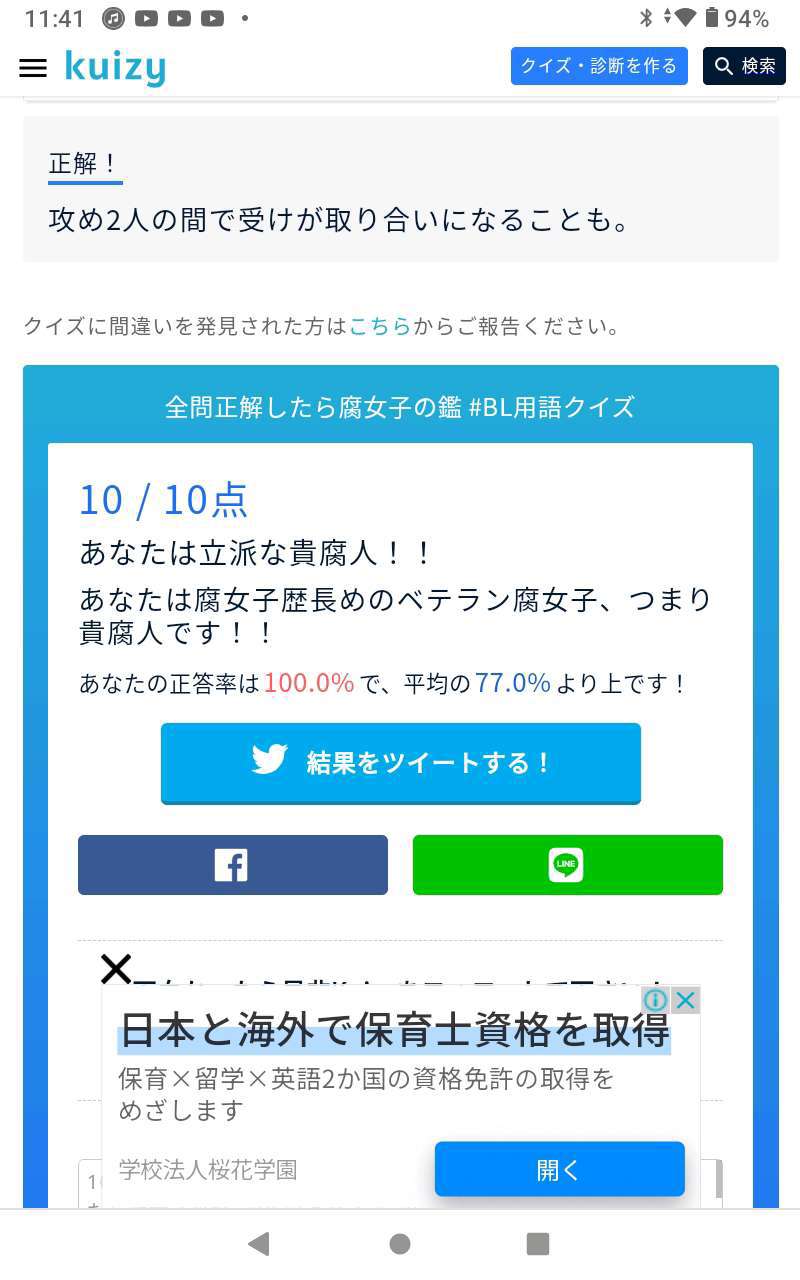 11:41
94%
kuizy
クイズ・診断を作る
検索
正解！
攻め2人の間で受けが取り合いになることも。
クイズに間違いを発見された方はこちらからご報告ください。
全問正解したら腐女子の鑑 #BL用語クイズ
10 / 10点
あなたは立派な貴腐人！！
あなたは腐女子歴長めのベテラン腐女子、つまり
貴腐人です！！
あなたの正答率は100.0% で、平均の77.0% より上です！
結果をツイートする！
LINE
日本と海外で保育士資格を取得
保育×留学×英語2か国の資格免許の取得を
めざします
学校法人桜花学園
開く